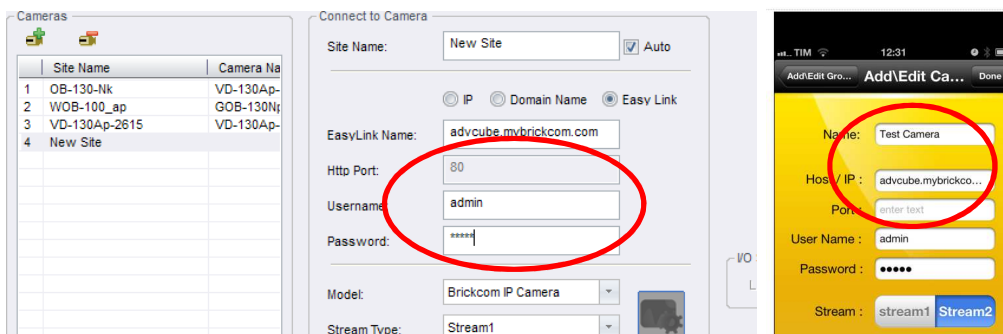 Cameras
Site Name Camera Na
1 OB-130-Nk VD-130Ap-
2 WOB-100_ap GOB-130Np
3 VD-130Ap-2615 VD-130Ap-
4 New Site
Connect to Camera
Site Name: New Site Auto
IP Domain Name Easy Link
EasyLink Name: advcube.mybrickcom.com
Http Port: 80
Username admin
Password: *****
Model: Brickcom IP Camera
Stream Type: Stream1
I/O
TIM 12:31
Add\Edit Gro... Add\Edit Ca... Done
Name: Test Camera
Host / IP : advcube.mybrickco...
Port : enter text
User Name : admin
Password : •••••
Stream : stream1 Stream2